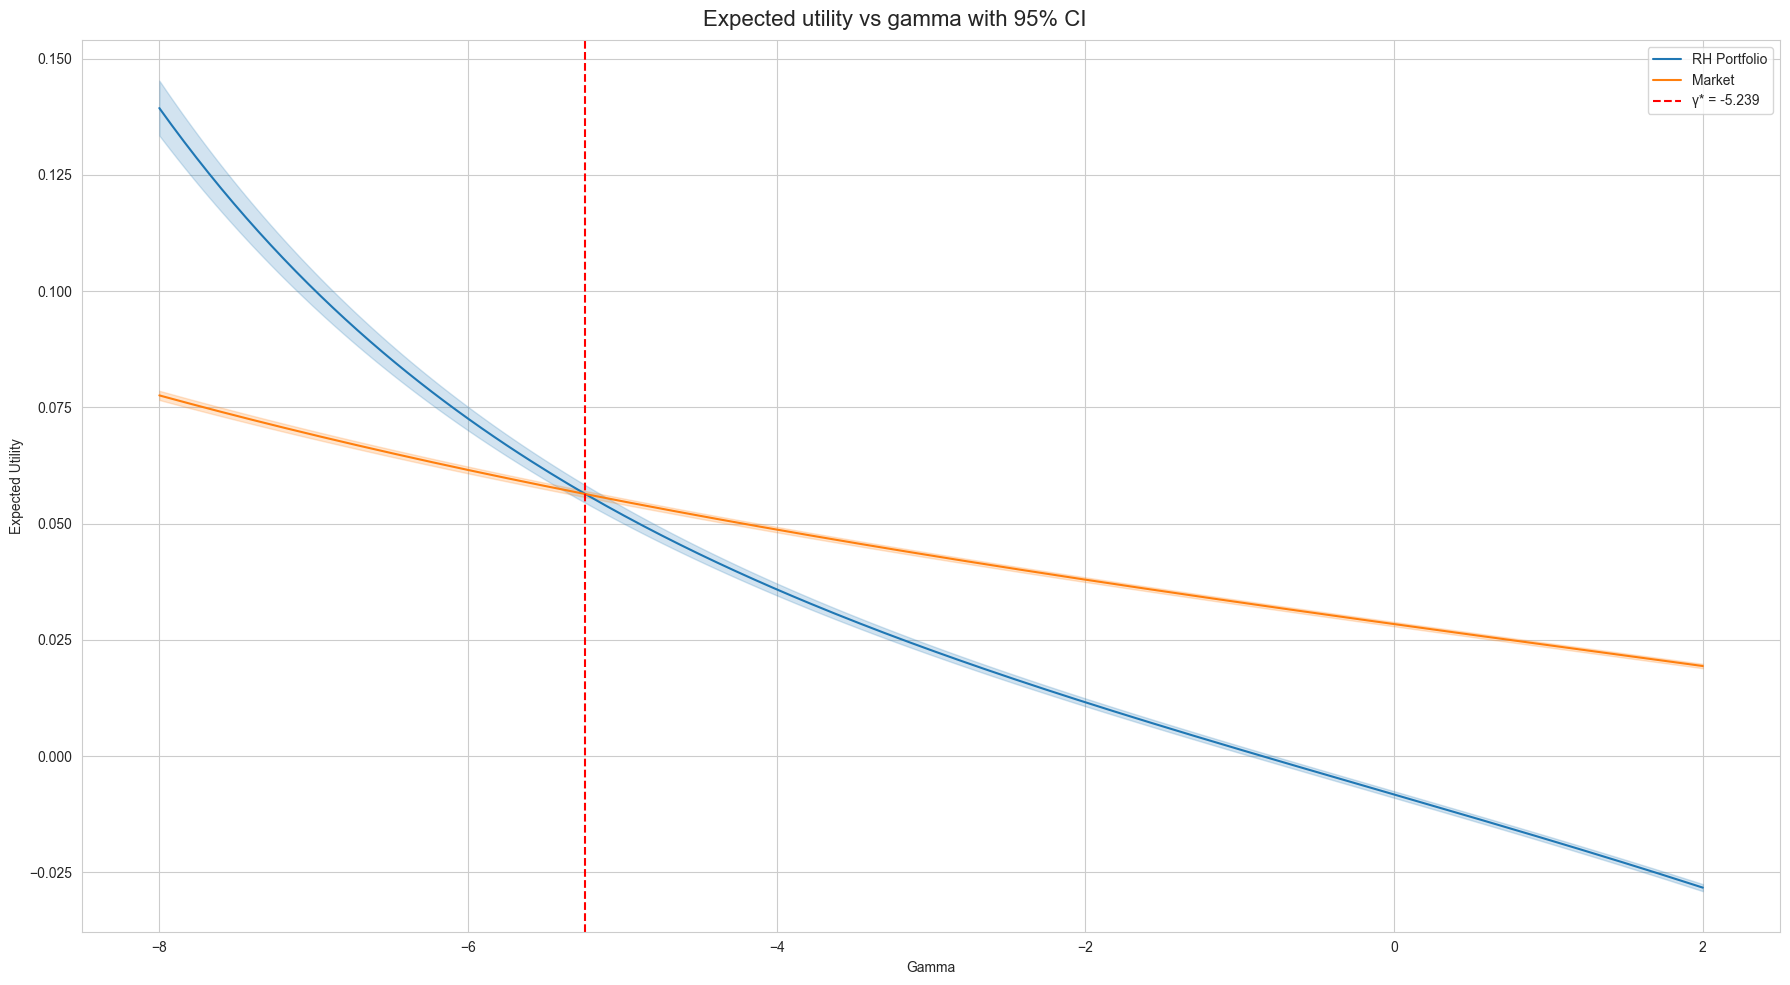 Expected utility vs gamma with 95% CI
RH Portfolio
Market
γ* = -5.239
0.150
0.125
0.100
0.075
0.050
0.025
0.000
−0.025
Expected Utility
−8
−6
−4
−2
0
2
Gamma